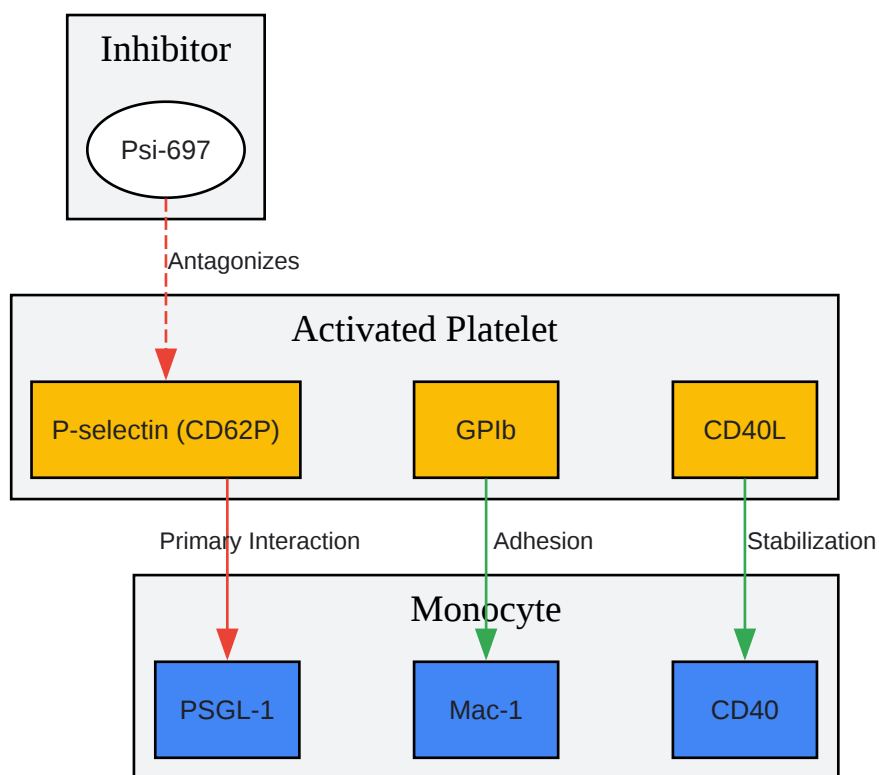 Inhibitor
Psi-697
Antagonizes
Activated Platelet
P-selectin (CD62P)
GPIb
CD40L
Primary Interaction
Adhesion
Stabilization
Monocyte
PSGL-1
Mac-1
CD40